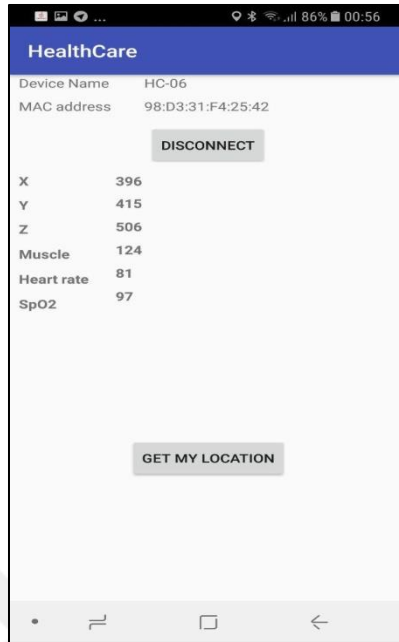 ... 86% 00:56
HealthCare
Device Name HC-06
MAC address 98:D3:31:F4:25:42
DISCONNECT
X 396
Y 415
Z 506
Muscle 124
Heart rate 81
SpO2 97
GET MY LOCATION